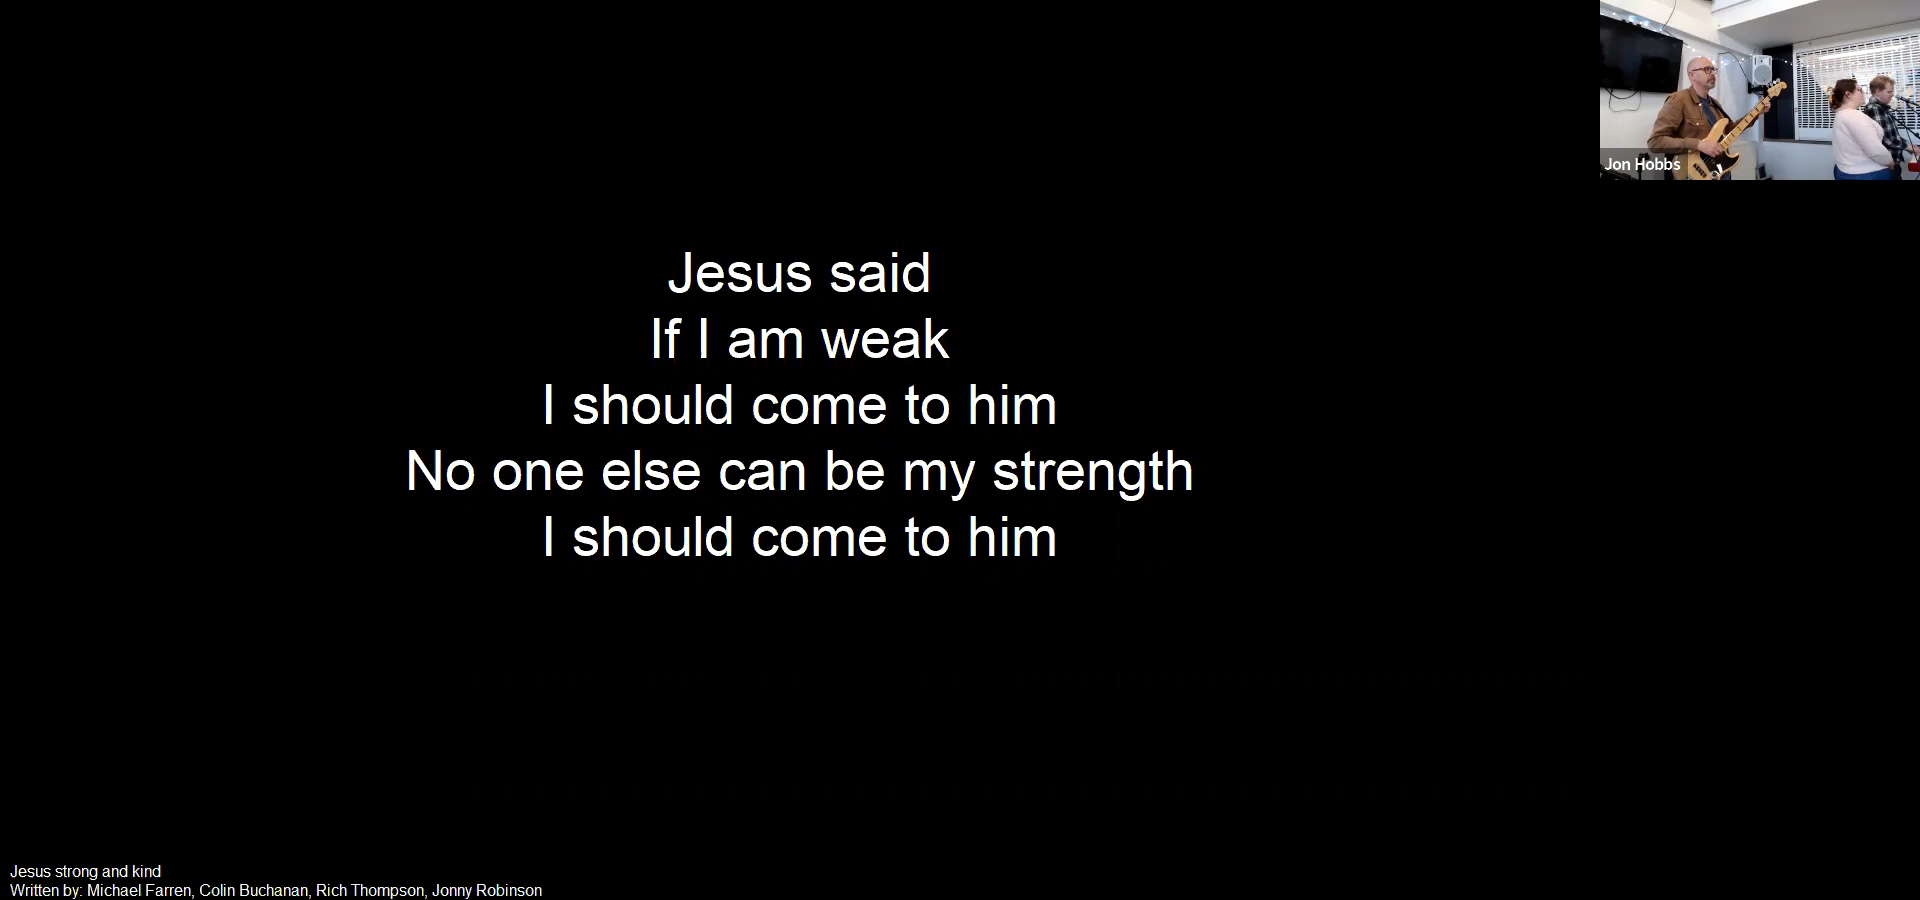 Jesus said
If I am weak
I should come to him
No one else can be my strength
I should come to him
Jon Hobbs
Jesus strong and kind
Written by: Michael Farren, Colin Buchanan, Rich Thompson, Jonny Robinson